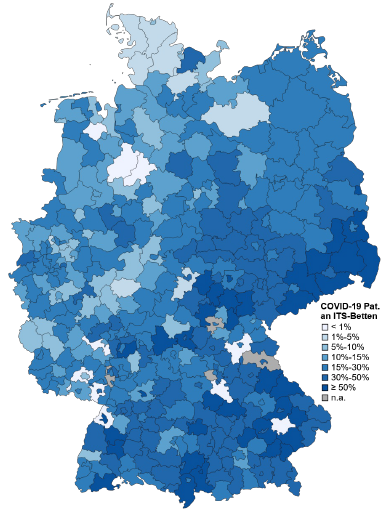 COVID-19 Pat.
an ITS-Betten
< 1%
1%-5%
5%-10%
10%-15%
15%-30%
30%-50%
≥ 50%
n.a.